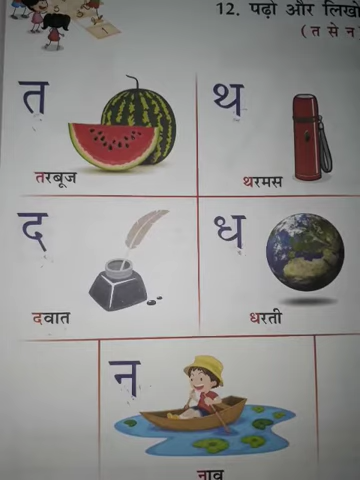 12. पढ़ो और लिखो
( त से न )
त
थ
तरबूज
थरमस
द
ध
दवात
धरती
न
नाव